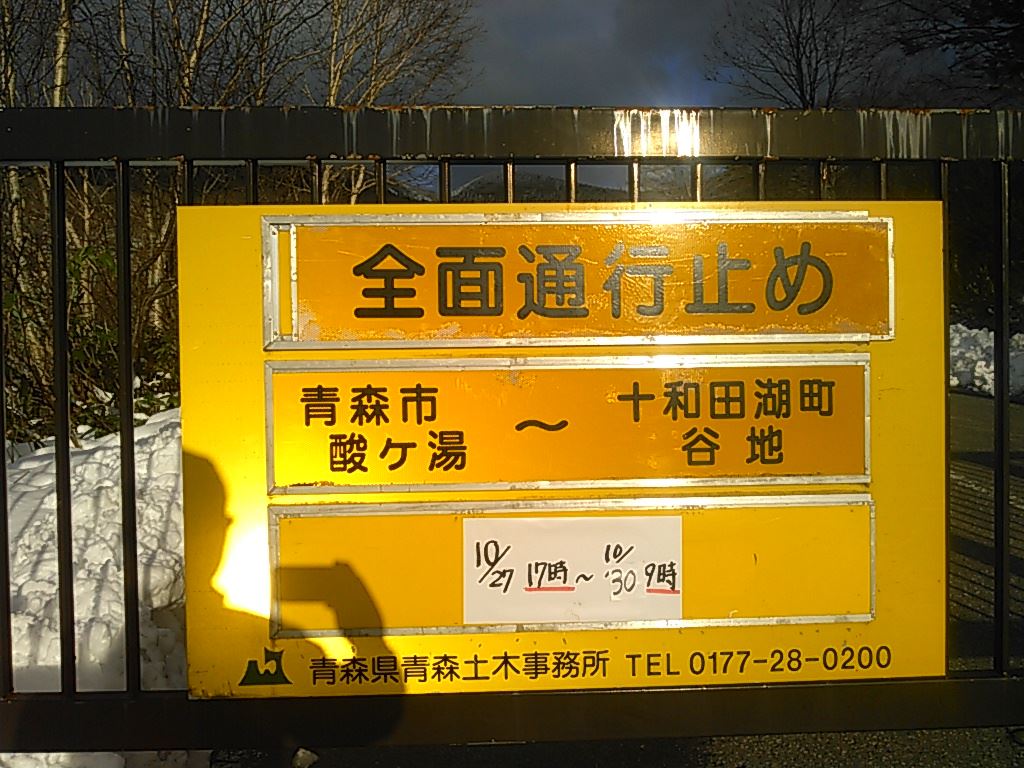 全面通行止め
青森市 ～ 十和田湖町
酸ケ湯 谷地
10/27 17時～10/30 9時
青森県青森土木事務所 TEL 0177-28-0200